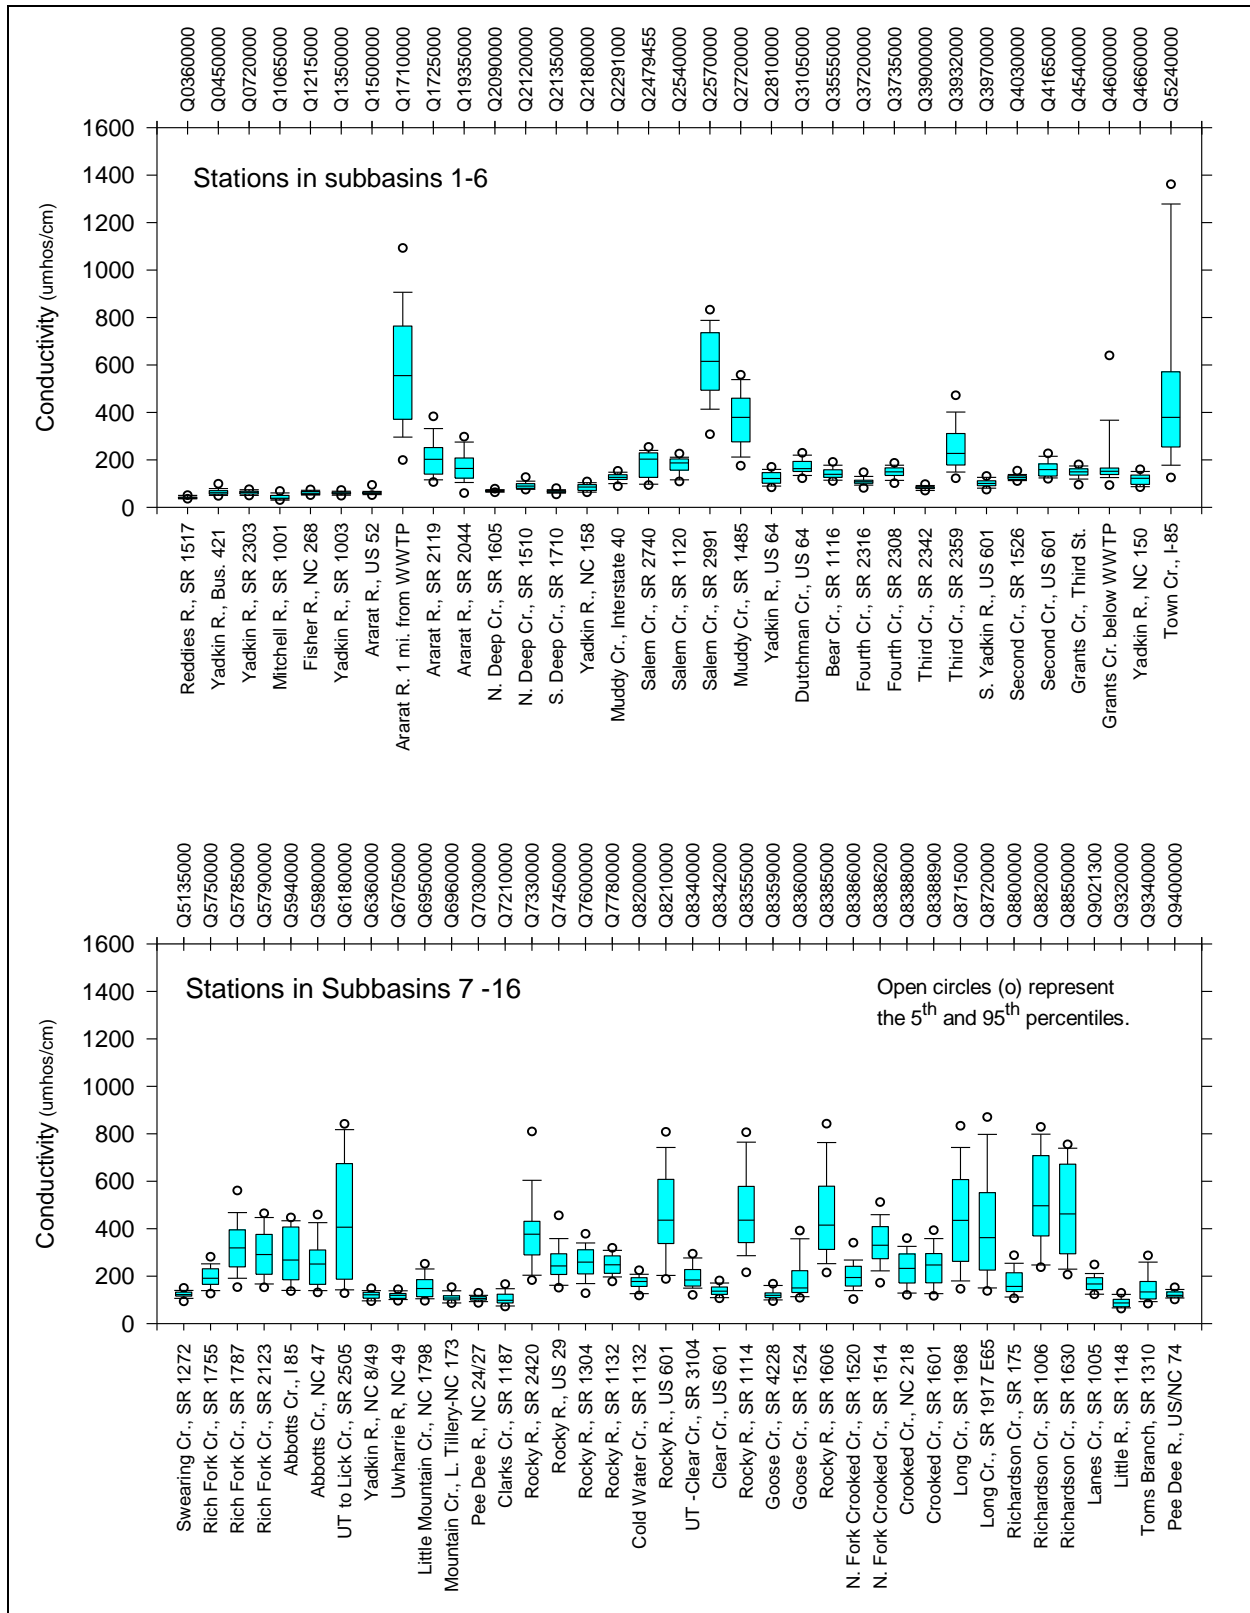 Q0360000
Q0450000
Q0720000
Q1065000
Q1215000
Q1350000
Q1500000
Q1710000
Q1725000
Q1935000
Q2090000
Q2120000
Q2135000
Q2180000
Q2291000
Q2479455
Q2540000
Q2570000
Q2720000
Q2810000
Q3105000
Q3555000
Q3720000
Q3735000
Q3900000
Q3932000
Q3970000
Q4030000
Q4165000
Q4540000
Q4600000
Q4660000
Q5240000
Conductivity (umhos/cm)
1600
1400
1200
1000
800
600
400
200
0
Stations in subbasins 1-6
Reddies R., SR 1517
Yadkin R., Bus. 421
Yadkin R., SR 2303
Mitchell R., SR 1001
Fisher R., NC 268
Yadkin R., SR 1003
Ararat R., US 52
Ararat R. 1 mi. from WWTP
Ararat R., SR 2119
Ararat R., SR 2044
N. Deep Cr., SR 1605
N. Deep Cr., SR 1510
S. Deep Cr., SR 1710
Yadkin R., NC 158
Muddy Cr., Interstate 40
Salem Cr., SR 2740
Salem Cr., SR 1120
Salem Cr., SR 2991
Muddy Cr., SR 1485
Yadkin R., US 64
Dutchman Cr., US 64
Bear Cr., SR 1116
Fourth Cr., SR 2316
Fourth Cr., SR 2308
Third Cr., SR 2342
Third Cr., SR 2359
S. Yadkin R., US 601
Second Cr., SR 1526
Second Cr., US 601
Grants Cr., Third St.
Grants Cr. below WWTP
Yadkin R., NC 150
Town Cr., I-85
Q5135000
Q5750000
Q5785000
Q5790000
Q5940000
Q5980000
Q6180000
Q6360000
Q6705000
Q6950000
Q6960000
Q7030000
Q7210000
Q7330000
Q7450000
Q7600000
Q7780000
Q8200000
Q8210000
Q8340000
Q8342000
Q8355000
Q8359000
Q8360000
Q8385000
Q8386000
Q8386200
Q8388000
Q8388900
Q8715000
Q8720000
Q8800000
Q8820000
Q8850000
Q9021300
Q9320000
Q9340000
Q9400000
Conductivity (umhos/cm)
1600
1400
1200
1000
800
600
400
200
0
Stations in Subbasins 7 -16
Open circles (o) represent
the 5th and 95th percentiles.
Swearing Cr., SR 1272
Rich Fork Cr., SR 1755
Rich Fork Cr., SR 1787
Rich Fork Cr., SR 2123
Abbotts Cr., I 85
Abbotts Cr., NC 47
UT to Lick Cr., SR 2505
Yadkin R., NC 8/49
Uwharrie R, NC 49
Little Mountain Cr., NC 1798
Mountain Cr., L. Tillery-NC 173
Pee Dee R., NC 24/27
Clarks Cr., SR 1187
Rocky R., SR 2420
Rocky R., US 29
Rocky R., SR 1304
Rocky R., SR 1132
Cold Water Cr., SR 1132
Rocky R., US 601
UT -Clear Cr., SR 3104
Clear Cr., US 601
Rocky R., SR 1114
Goose Cr., SR 4228
Goose Cr., SR 1524
Rocky R., SR 1606
N. Fork Crooked Cr., SR 1520
N. Fork Crooked Cr., SR 1514
Crooked Cr., NC 218
Crooked Cr., SR 1601
Long Cr., SR 1968
Long Cr., SR 1917 E65
Richardson Cr., SR 175
Richardson Cr., SR 1006
Richardson Cr., SR 1630
Lanes Cr., SR 1005
Little R., SR 1148
Toms Branch, SR 1310
Pee Dee R., US/NC 74